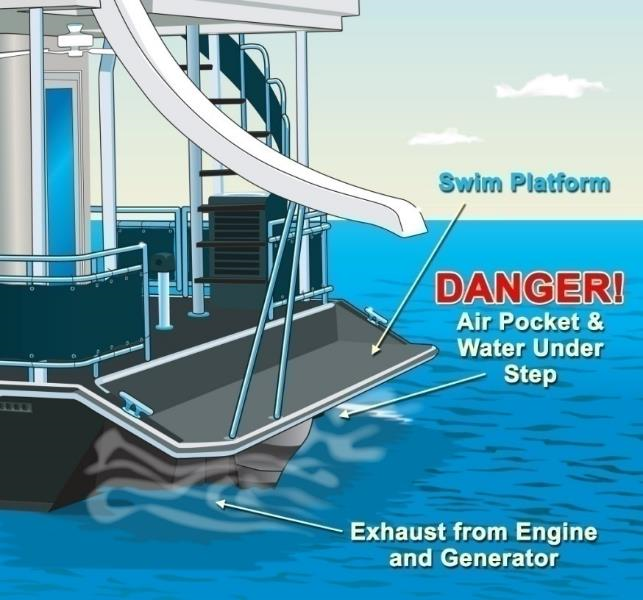 Swim Platform
DANGER!
Air Pocket &
Water Under
Step
Exhaust from Engine
and Generator